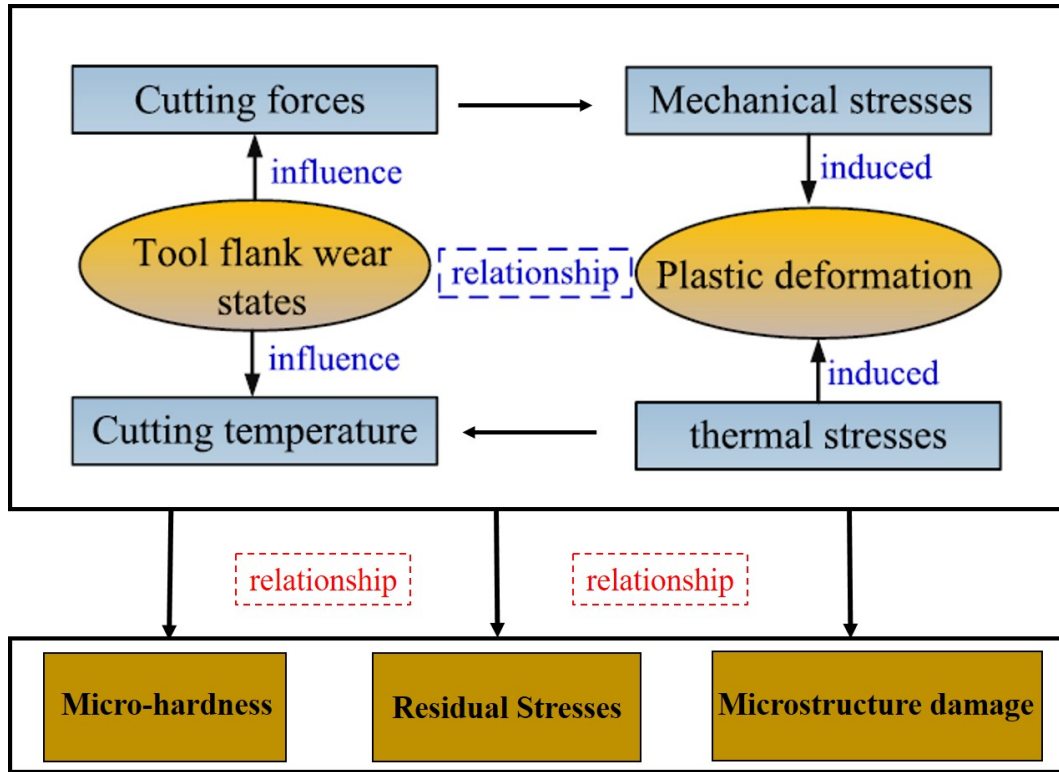 Cutting forces
Mechanical stresses
influence
induced
Tool flank wear
states
relationship
Plastic deformation
influence
induced
Cutting temperature
thermal stresses
relationship
relationship
Micro-hardness
Residual Stresses
Microstructure damage